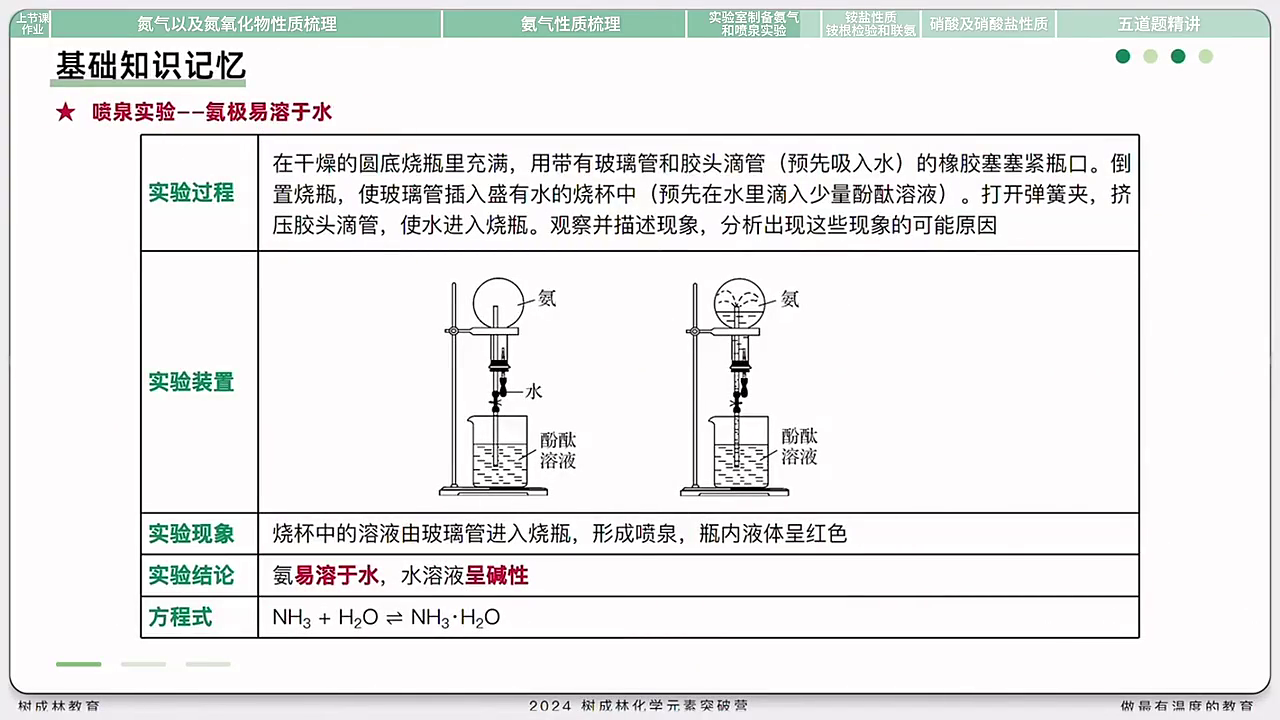 上节课
作业
氮气以及氮氧化物性质梳理
氨气性质梳理
实验室制备氨气
和喷泉实验
铵盐性质
铵根检验和联氨
硝酸及硝酸盐性质
五道题精讲
基础知识记忆
★ 喷泉实验——氨极易溶于水
实验过程
在干燥的圆底烧瓶里充满，用带有玻璃管和胶头滴管（预先吸入水）的橡胶塞塞紧瓶口。倒
置烧瓶，使玻璃管插入盛有水的烧杯中（预先在水里滴入少量酚酞溶液）。打开弹簧夹，挤
压胶头滴管，使水进入烧瓶。观察并描述现象，分析出现这些现象的可能原因
实验装置
氨
水
酚酞
溶液
氨
酚酞
溶液
实验现象
烧杯中的溶液由玻璃管进入烧瓶，形成喷泉，瓶内液体呈红色
实验结论
氨易溶于水，水溶液呈碱性
方程式
NH₃ + H₂O ⇌ NH₃·H₂O
树成林教育
2024 树成林化学元素突破营
做最有温度的教育